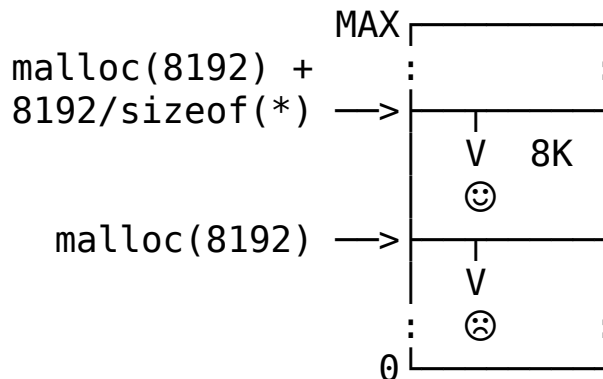 MAX
malloc(8192) +
8192/sizeof(*) —>
V 8K
☺
malloc(8192) —>
V
☹
0